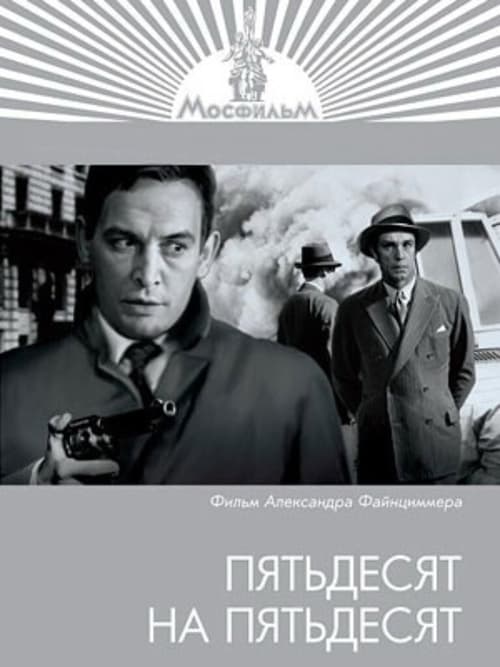 Мосфильм
Фильм Александра Файнциммера
ПЯТЬДЕСЯТ
НА ПЯТЬДЕСЯТ